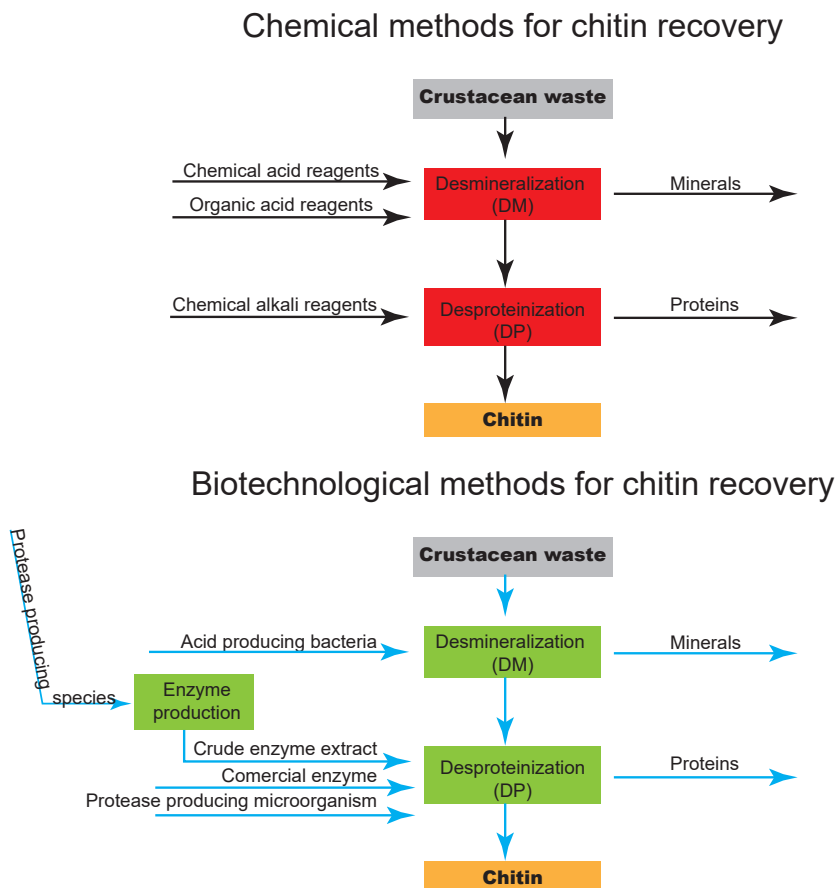 Chemical methods for chitin recovery
Crustacean waste
Chemical acid reagents
Organic acid reagents
Desmineralization
(DM)
Minerals
Chemical alkali reagents
Desproteinization
(DP)
Proteins
Chitin
Biotechnological methods for chitin recovery
Protease producing
species
Crustacean waste
Acid producing bacteria
Desmineralization
(DM)
Minerals
Enzyme
production
Crude enzyme extract
Comercial enzyme
Protease producing microorganism
Desproteinization
(DP)
Proteins
Chitin